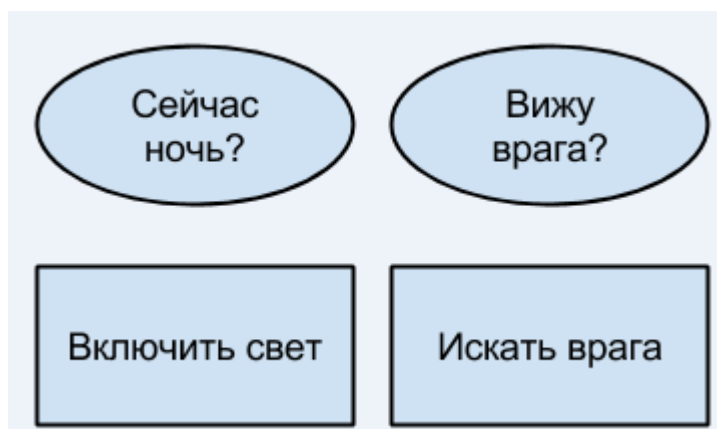 Сейчас
ночь?
Вижу
врага?
Включить свет
Искать врага